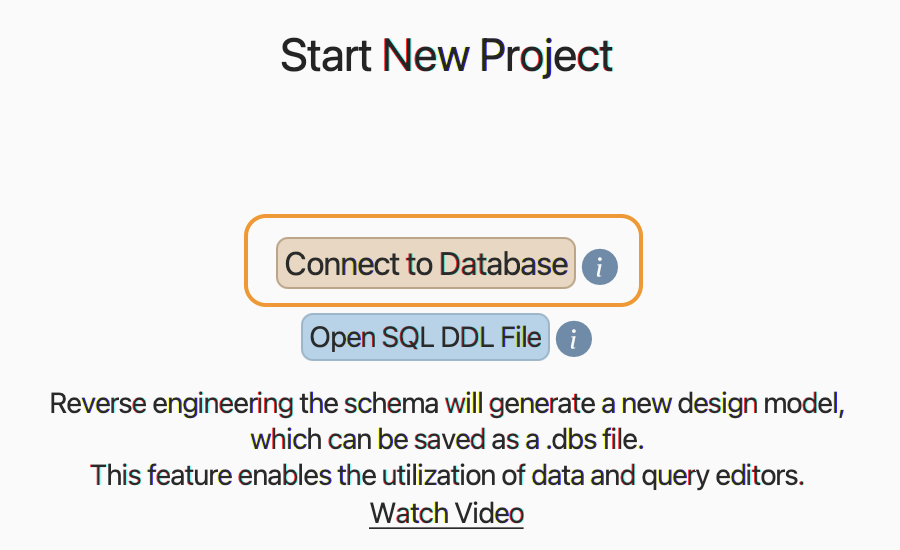 Start New Project
Connect to Database i
Open SQL DDL File i
Reverse engineering the schema will generate a new design model,
which can be saved as a .dbs file.
This feature enables the utilization of data and query editors.
Watch Video